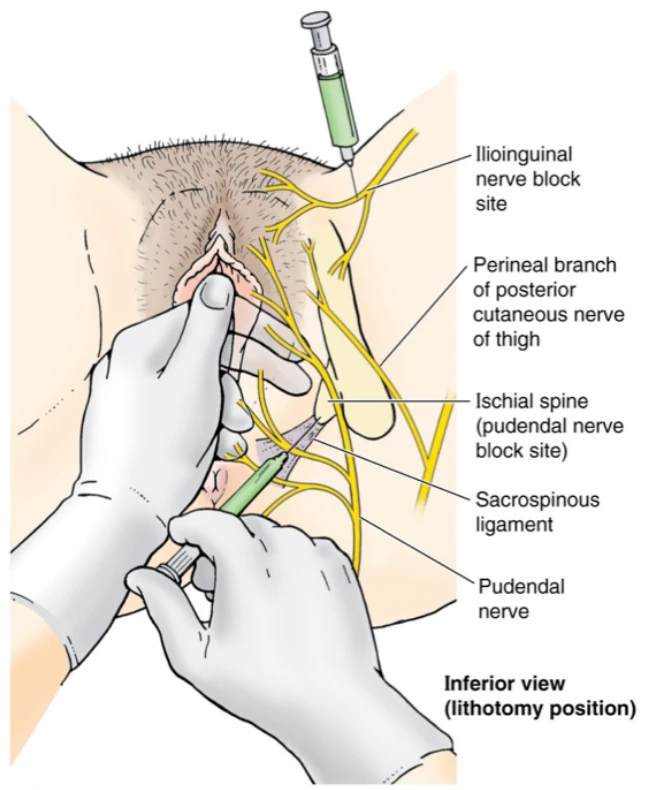 Ilioinguinal
nerve block
site
Perineal branch
of posterior
cutaneous nerve
of thigh
Ischial spine
(pudendal nerve
block site)
Sacrospinous
ligament
Pudendal
nerve
Inferior view
(lithotomy position)